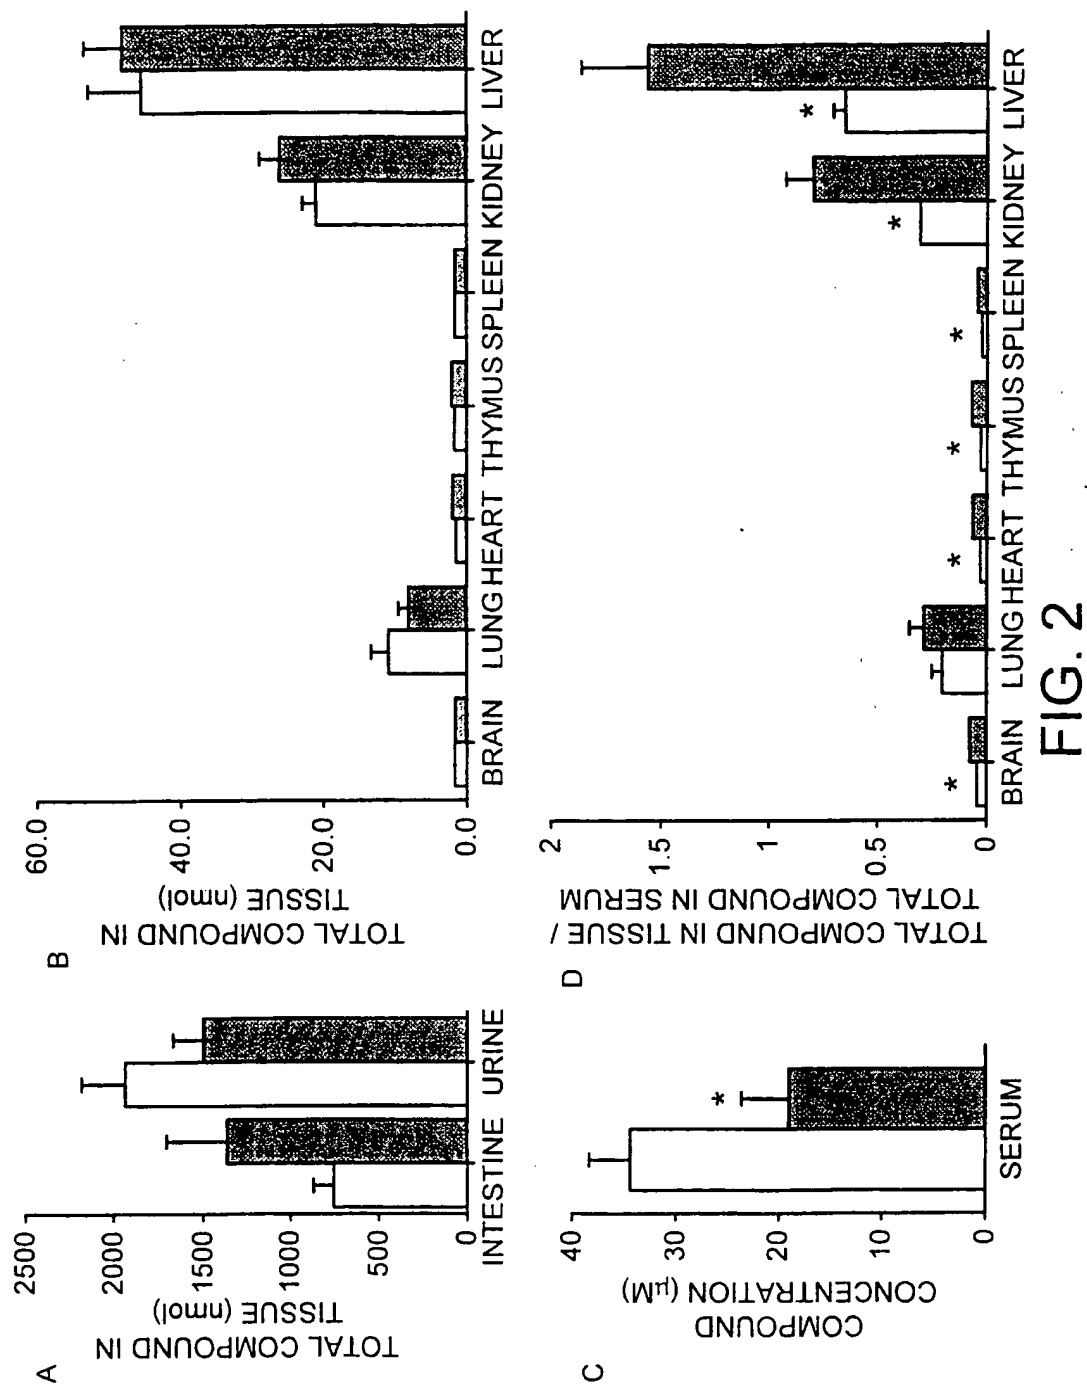 A
TOTAL COMPOUND IN
TISSUE (nmol)
2500
2000
1500
1000
500
0
INTESTINE URINE
B
TOTAL COMPOUND IN
TISSUE (nmol)
60.0
40.0
20.0
0.0
BRAIN LUNG HEART THYMUS SPLEEN KIDNEY LIVER
C
COMPOUND
CONCENTRATION (μM)
40
30
20
10
0
*
SERUM
D
TOTAL COMPOUND IN TISSUE /
TOTAL COMPOUND IN SERUM
2
1.5
1
0.5
0
* * * * * *
BRAIN LUNG HEART THYMUS SPLEEN KIDNEY LIVER
FIG. 2